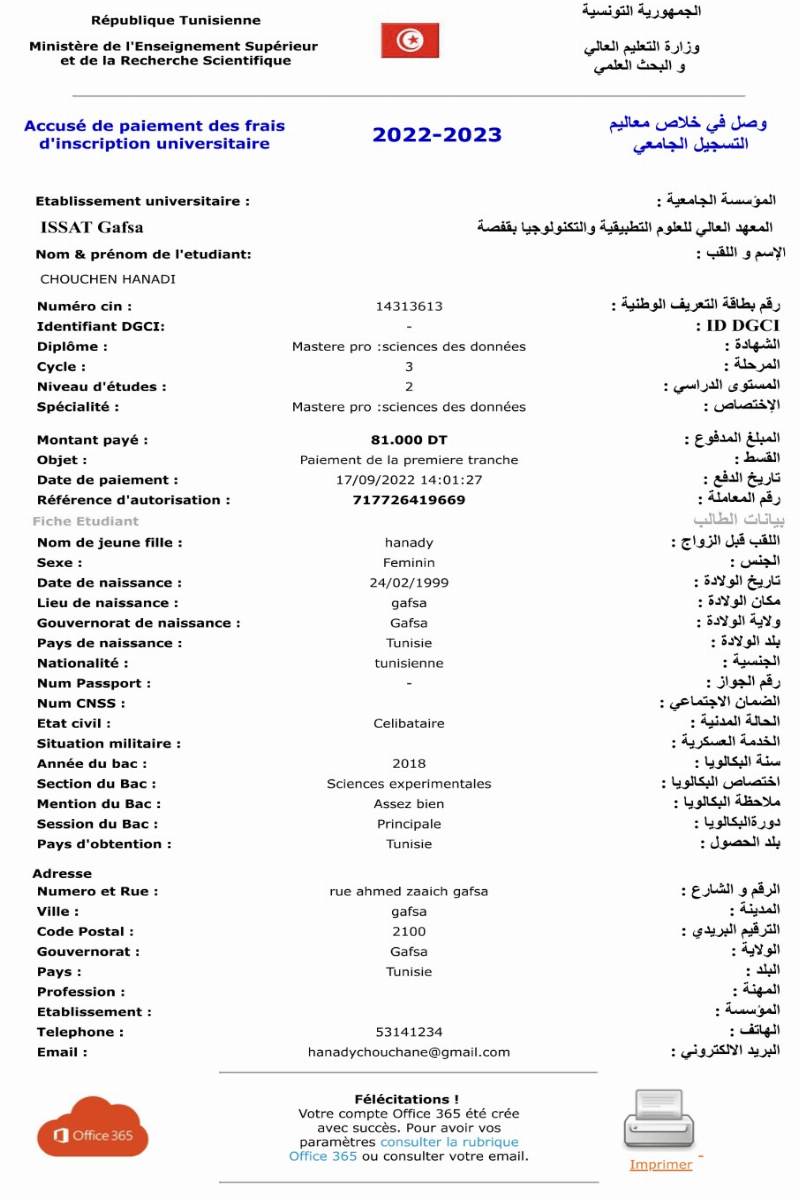 République Tunisienne
الجمهورية التونسية
Ministère de l'Enseignement Supérieur
et de la Recherche Scientifique
وزارة التعليم العالي
و البحث العلمي
Accusé de paiement des frais
d'inscription universitaire
2022-2023
وصل في خلاص معاليم
التسجيل الجامعي
Etablissement universitaire : المؤسسة الجامعية :
ISSAT Gafsa المعهد العالي للعلوم التطبيقية والتكنولوجيا بقفصة
Nom & prénom de l'etudiant: الإسم و اللقب :
CHOUCHEN HANADI
Numéro cin : 14313613 رقم بطاقة التعريف الوطنية :
Identifiant DGCI: - ID DGCI :
Diplôme : Mastere pro :sciences des données الشهادة :
Cycle : 3 المرحلة :
Niveau d'études : 2 المستوى الدراسي :
Spécialité : Mastere pro :sciences des données الإختصاص :
Montant payé : 81.000 DT المبلغ المدفوع :
Objet : Paiement de la premiere tranche القسط :
Date de paiement : 17/09/2022 14:01:27 تاريخ الدفع :
Référence d'autorisation : 717726419669 رقم المعاملة :
Fiche Etudiant بيانات الطالب
Nom de jeune fille : hanady اللقب قبل الزواج :
Sexe : Feminin الجنس :
Date de naissance : 24/02/1999 تاريخ الولادة :
Lieu de naissance : gafsa مكان الولادة :
Gouvernorat de naissance : Gafsa ولاية الولادة :
Pays de naissance : Tunisie بلد الولادة :
Nationalité : tunisienne الجنسية :
Num Passport : - رقم الجواز :
Num CNSS : الضمان الاجتماعي :
Etat civil : Celibataire الحالة المدنية :
Situation militaire : الخدمة العسكرية :
Année du bac : 2018 سنة البكالويا :
Section du Bac : Sciences experimentales اختصاص البكالويا :
Mention du Bac : Assez bien ملاحظة البكالويا :
Session du Bac : Principale دورةالبكالويا :
Pays d'obtention : Tunisie بلد الحصول :
Adresse
Numero et Rue : rue ahmed zaaich gafsa الرقم و الشارع :
Ville : gafsa المدينة :
Code Postal : 2100 الترقيم البريدي :
Gouvernorat : Gafsa الولاية :
Pays : Tunisie البلد :
Profession : المهنة :
Etablissement : المؤسسة :
Telephone : 53141234 الهاتف :
Email : hanadychouchane@gmail.com البريد الالكتروني :
Office 365
Félécitations !
Votre compte Office 365 été crée
avec succès. Pour avoir vos
paramètres consulter la rubrique
Office 365 ou consulter votre email.
Imprimer